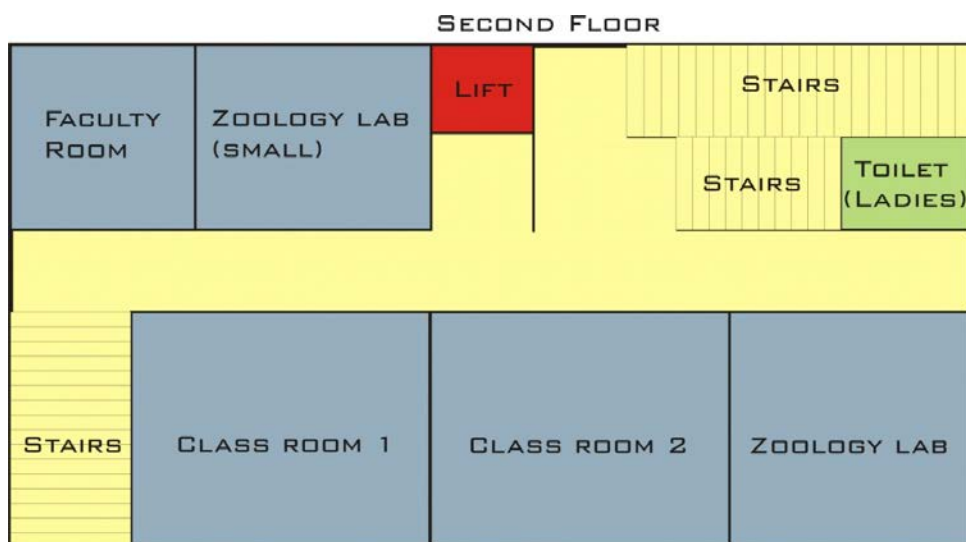 Second Floor
Faculty
Room
Zoology lab
(small)
Lift
Stairs
Stairs
Toilet
(Ladies)
Stairs
Class room 1
Class room 2
Zoology lab